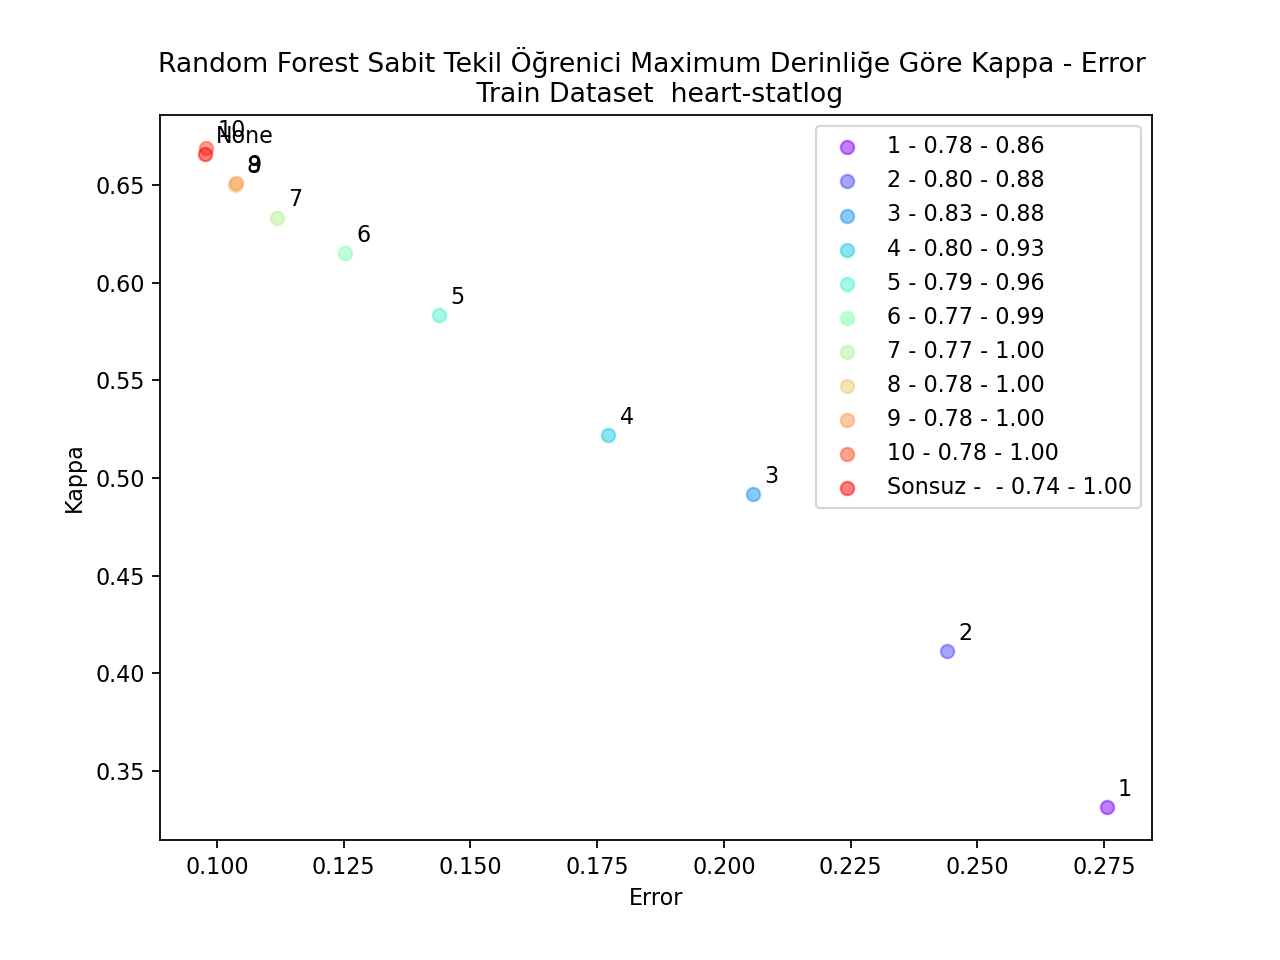 Random Forest Sabit Tekil Öğrenici Maximum Derinliğe Göre Kappa - Error
Train Dataset  heart-statlog
10
None
9
8
7
6
5
4
3
2
1
1 - 0.78 - 0.86
2 - 0.80 - 0.88
3 - 0.83 - 0.88
4 - 0.80 - 0.93
5 - 0.79 - 0.96
6 - 0.77 - 0.99
7 - 0.77 - 1.00
8 - 0.78 - 1.00
9 - 0.78 - 1.00
10 - 0.78 - 1.00
Sonsuz -  - 0.74 - 1.00
Kappa
0.65
0.60
0.55
0.50
0.45
0.40
0.35
0.100 0.125 0.150 0.175 0.200 0.225 0.250 0.275
Error